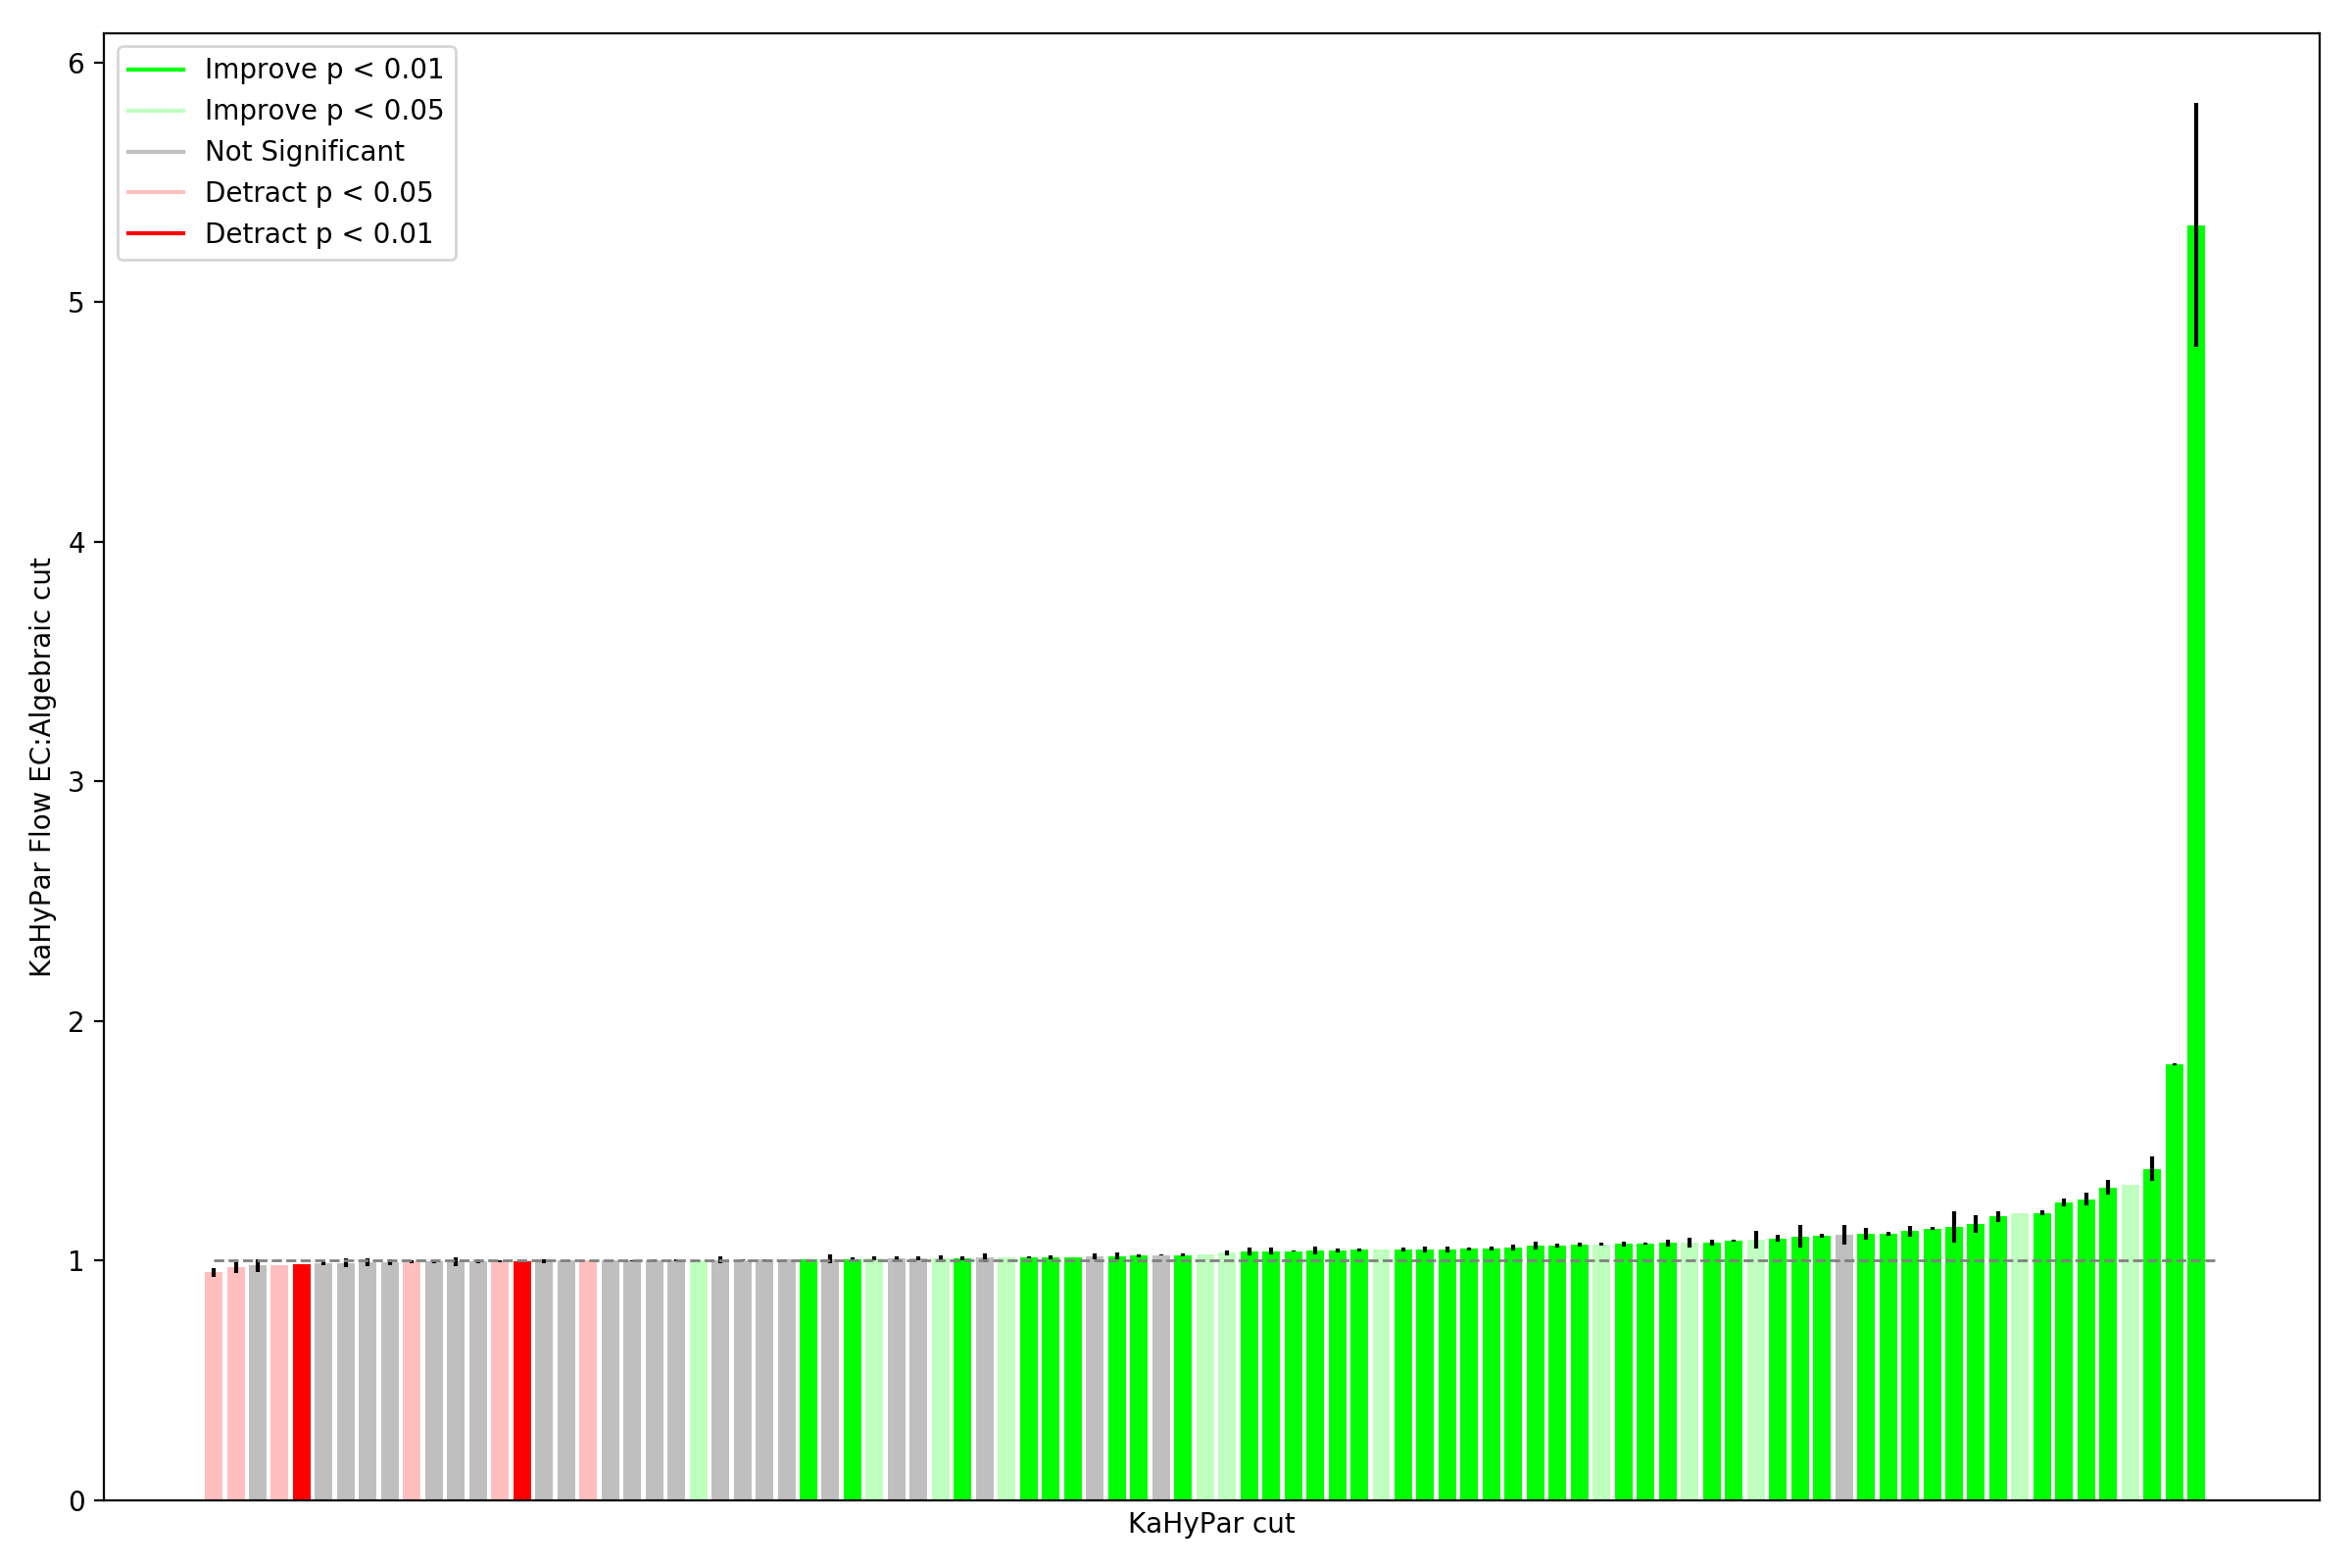 Improve p < 0.01
Improve p < 0.05
Not Significant
Detract p < 0.05
Detract p < 0.01
6
5
4
3
2
1
0
KaHyPar Flow EC:Algebraic cut
KaHyPar cut